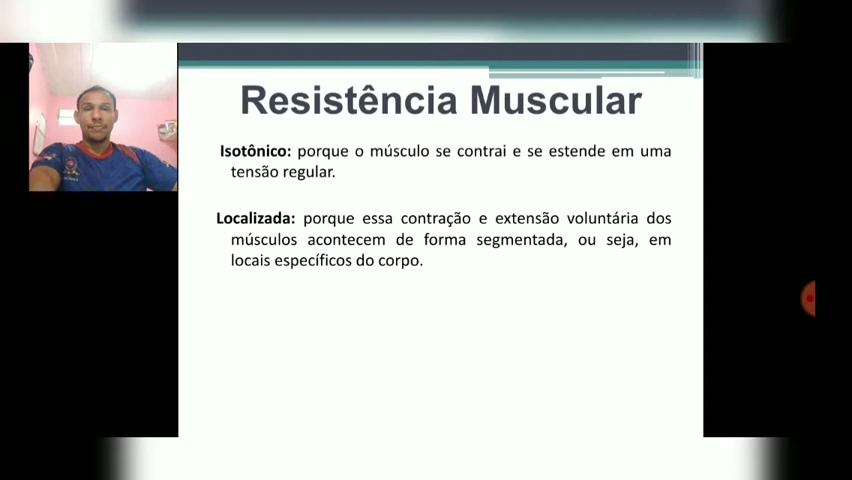 Resistência Muscular
Isotônico: porque o músculo se contrai e se estende em uma
tensão regular.
Localizada: porque essa contração e extensão voluntária dos
músculos acontecem de forma segmentada, ou seja, em
locais específicos do corpo.